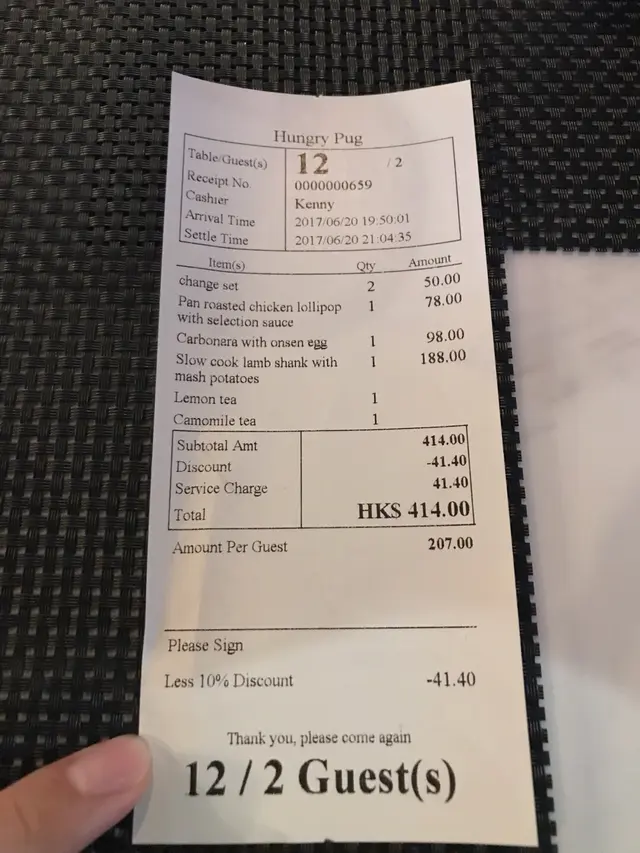 Hungry Pug
Table/Guest(s) 12 / 2
Receipt No. 0000000659
Cashier Kenny
Arrival Time 2017/06/20 19:50:01
Settle Time 2017/06/20 21:04:35
Item(s) Qty Amount
change set 2 50.00
Pan roasted chicken lollipop 1 78.00
with selection sauce
Carbonara with onsen egg 1 98.00
Slow cook lamb shank with 1 188.00
mash potatoes
Lemon tea 1
Camomile tea 1
Subtotal Amt 414.00
Discount -41.40
Service Charge 41.40
Total HK$ 414.00
Amount Per Guest 207.00
Please Sign
Less 10% Discount -41.40
Thank you, please come again
12 / 2 Guest(s)